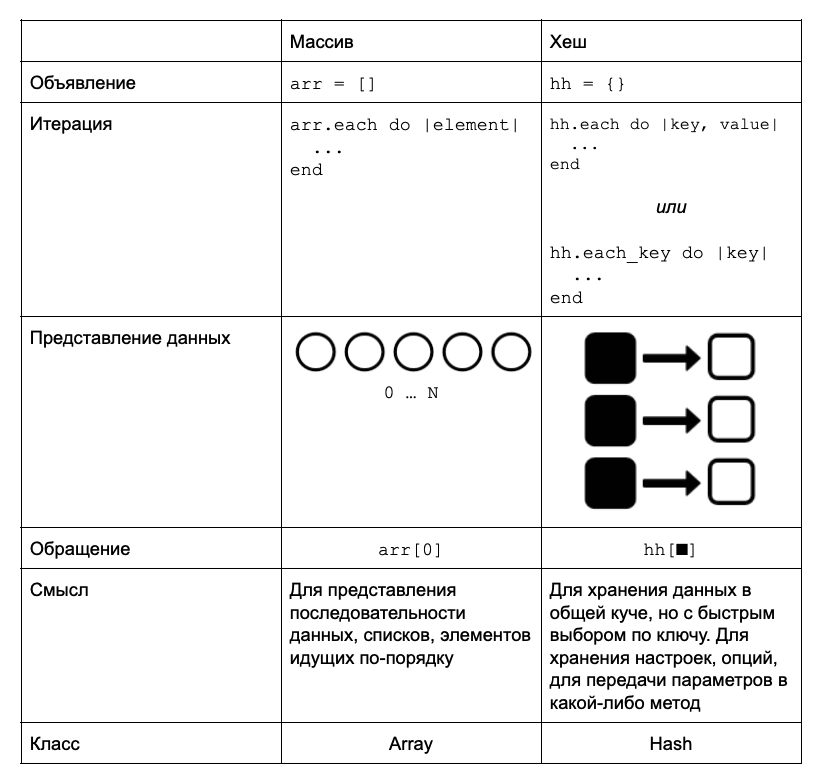 Массив
Хеш
Объявление
arr = []
hh = {}
Итерация
arr.each do |element|
...
end
hh.each do |key, value|
...
end
или
hh.each_key do |key|
...
end
Представление данных
0 … N
Обращение
arr[0]
hh[■]
Смысл
Для представления
последовательности
данных, списков, элементов
идущих по-порядку
Для хранения данных в
общей куче, но с быстрым
выбором по ключу. Для
хранения настроек, опций,
для передачи параметров в
какой-либо метод
Класс
Array
Hash